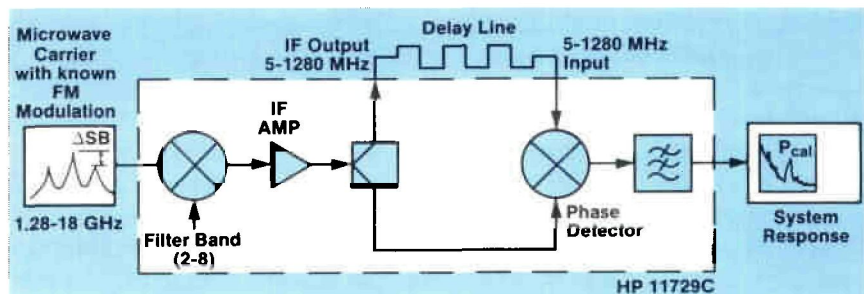 Microwave
Carrier
with known
FM
Modulation
ΔSB
1.28-18 GHz
Filter Band
(2-8)
IF
AMP
IF Output
5-1280 MHz
Delay Line
5-1280 MHz
Input
Phase
Detector
Pcal
System
Response
HP 11729C